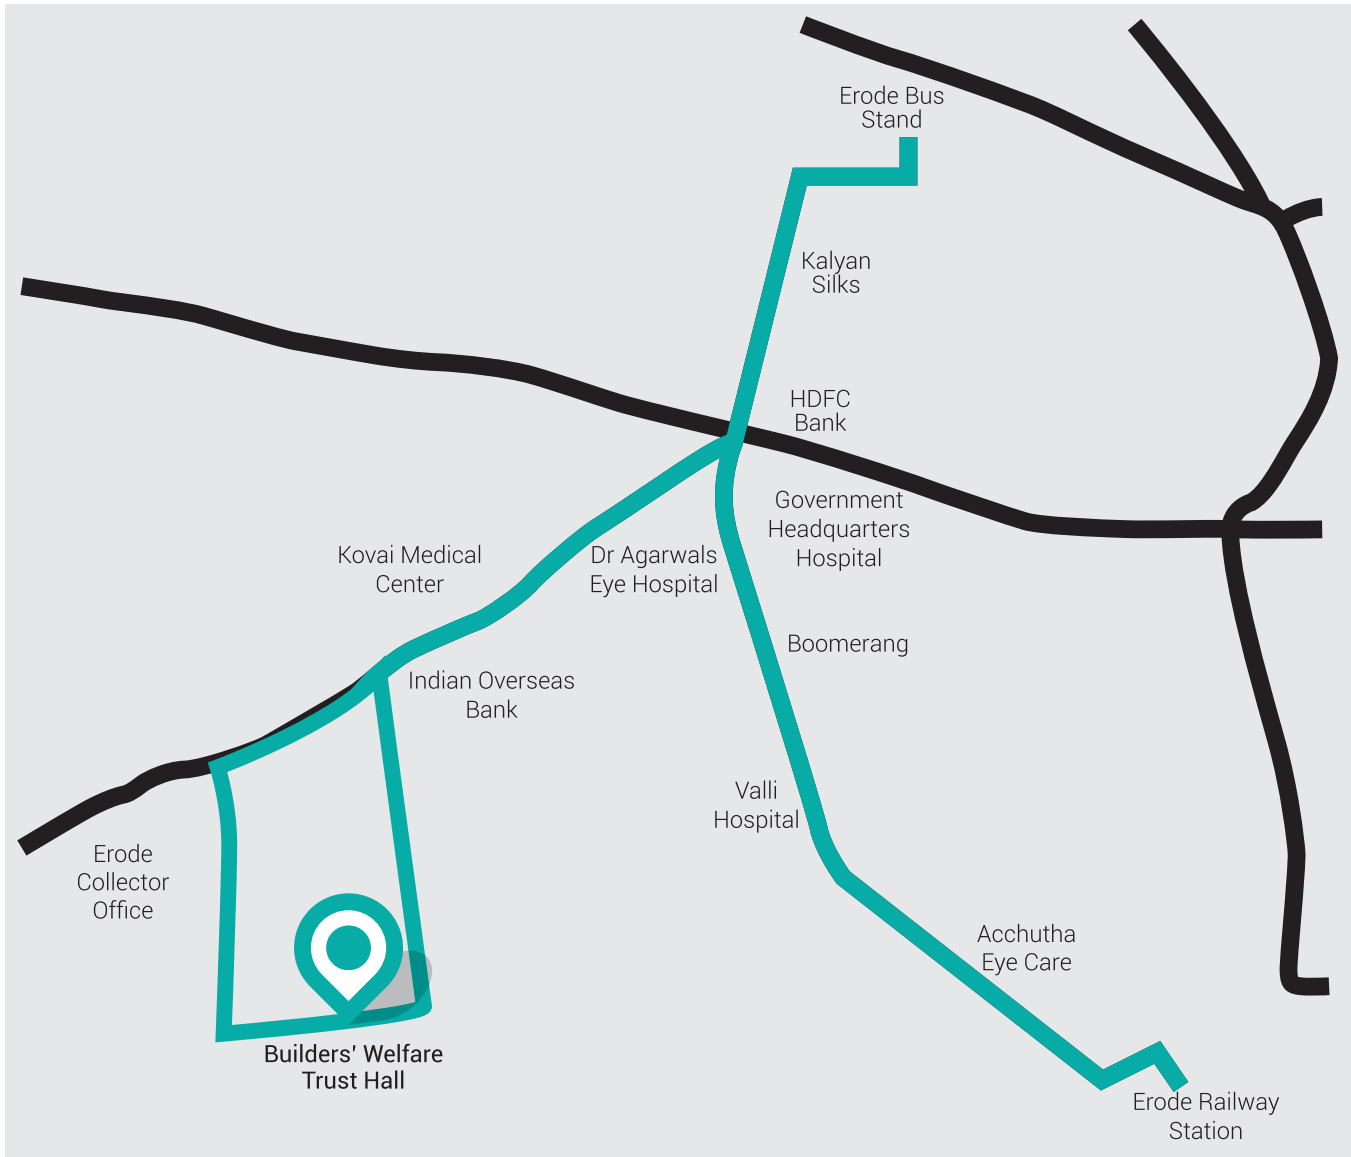 Erode Bus
Stand
Kalyan
Silks
HDFC
Bank
Government
Headquarters
Hospital
Kovai Medical
Center
Dr Agarwals
Eye Hospital
Boomerang
Indian Overseas
Bank
Valli
Hospital
Erode
Collector
Office
Acchutha
Eye Care
Builders' Welfare
Trust Hall
Erode Railway
Station